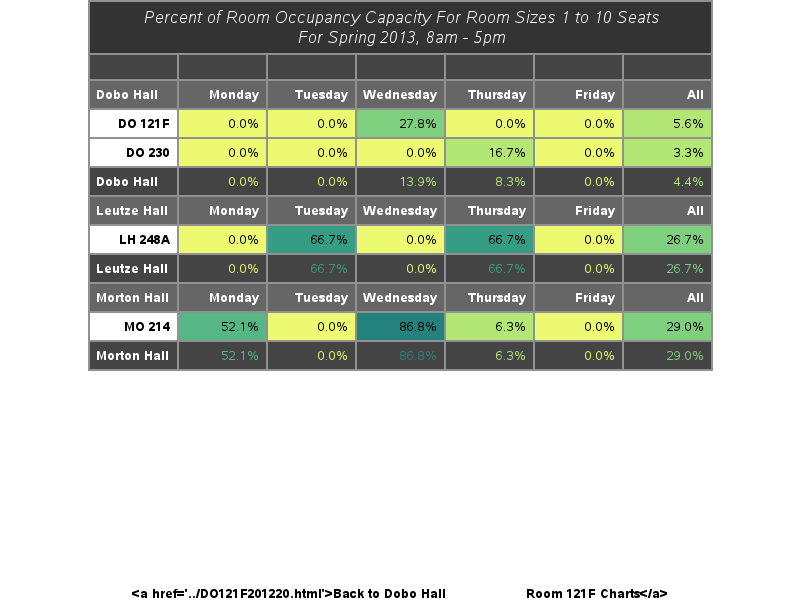 Percent of Room Occupancy Capacity For Room Sizes 1 to 10 Seats
For Spring 2013, 8am - 5pm
Dobo Hall Monday Tuesday Wednesday Thursday Friday All
DO 121F 0.0% 0.0% 27.8% 0.0% 0.0% 5.6%
DO 230 0.0% 0.0% 0.0% 16.7% 0.0% 3.3%
Dobo Hall 0.0% 0.0% 13.9% 8.3% 0.0% 4.4%
Leutze Hall Monday Tuesday Wednesday Thursday Friday All
LH 248A 0.0% 66.7% 0.0% 66.7% 0.0% 26.7%
Leutze Hall 0.0% 66.7% 0.0% 66.7% 0.0% 26.7%
Morton Hall Monday Tuesday Wednesday Thursday Friday All
MO 214 52.1% 0.0% 86.8% 6.3% 0.0% 29.0%
Morton Hall 52.1% 0.0% 86.8% 6.3% 0.0% 29.0%
<a href='../DO121F201220.html'>Back to Dobo Hall Room 121F Charts</a>